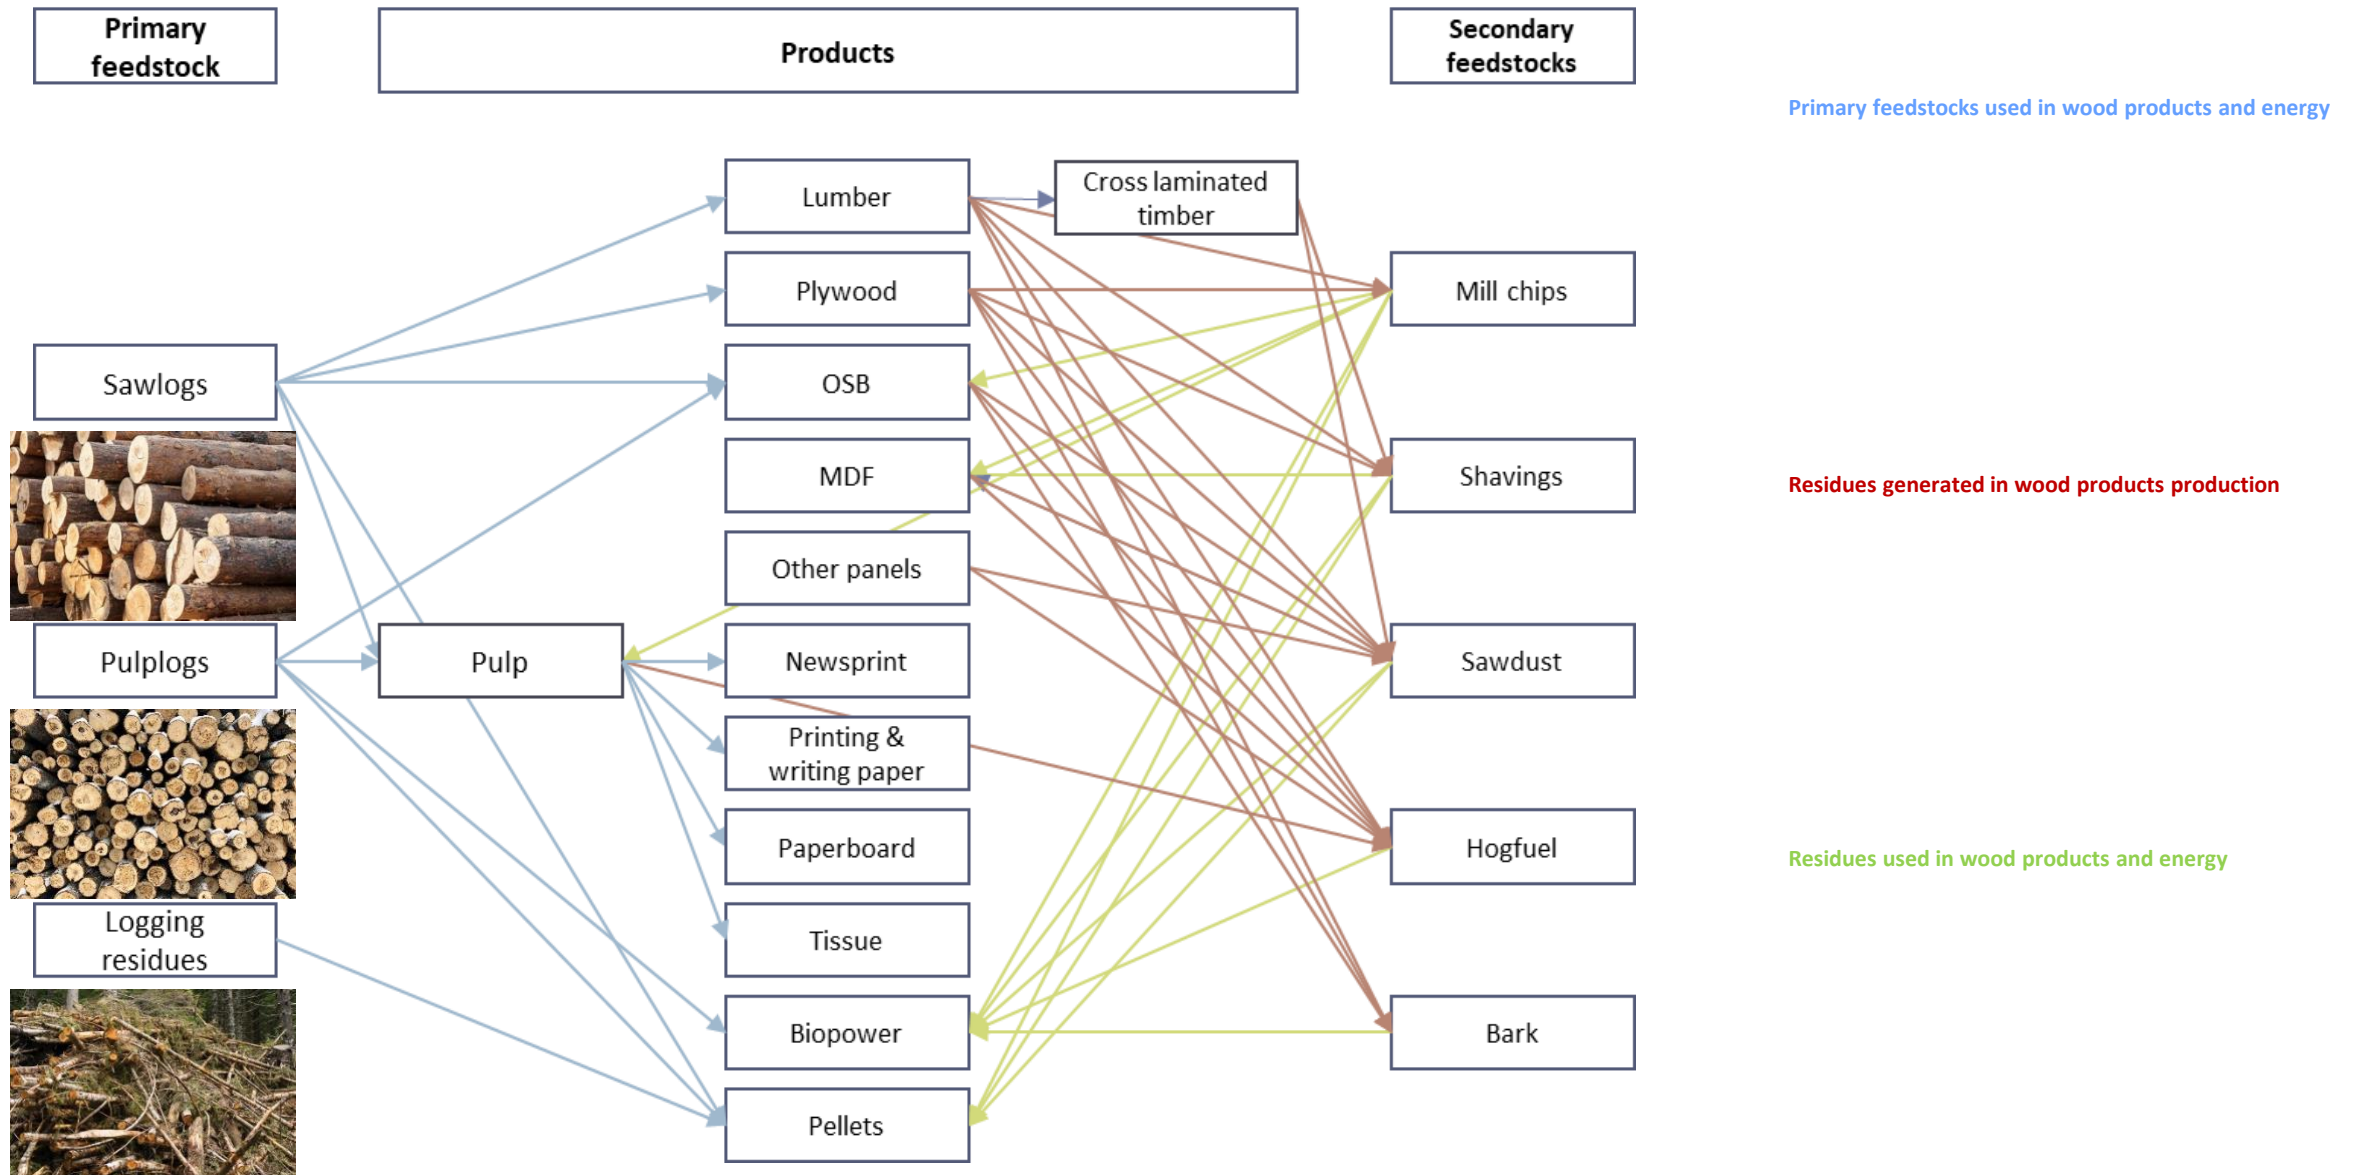 Primary
feedstock
Products
Secondary
feedstocks
Primary feedstocks used in wood products and energy
Lumber
Cross laminated
timber
Plywood
Mill chips
Sawlogs
OSB
MDF
Shavings
Residues generated in wood products production
Other panels
Pulplogs
Pulp
Newsprint
Sawdust
Printing &
writing paper
Paperboard
Hogfuel
Residues used in wood products and energy
Logging
residues
Tissue
Biopower
Bark
Pellets